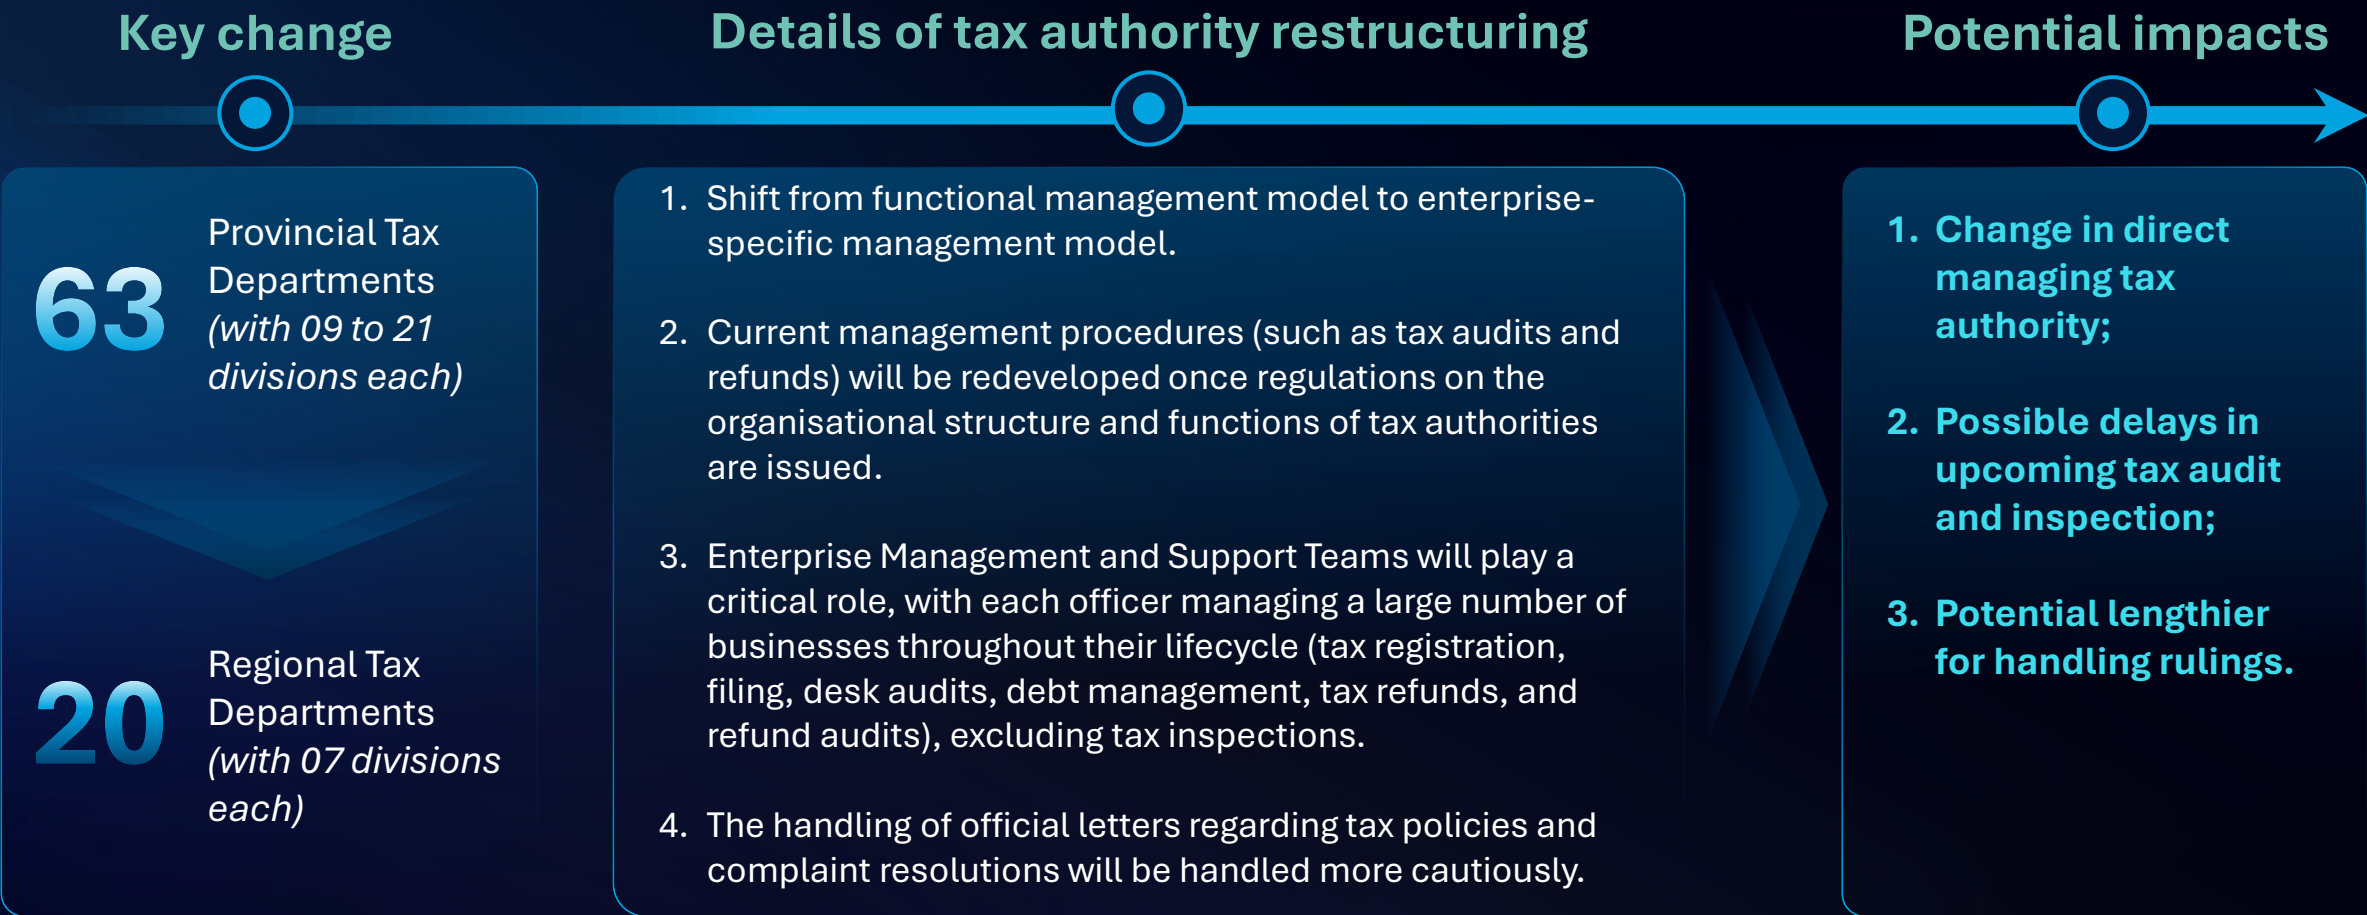 Key change
Details of tax authority restructuring
Potential impacts
63
Provincial Tax
Departments
(with 09 to 21
divisions each)
20
Regional Tax
Departments
(with 07 divisions
each)
1. Shift from functional management model to enterprise-
specific management model.
2. Current management procedures (such as tax audits and
refunds) will be redeveloped once regulations on the
organisational structure and functions of tax authorities
are issued.
3. Enterprise Management and Support Teams will play a
critical role, with each officer managing a large number of
businesses throughout their lifecycle (tax registration,
filing, desk audits, debt management, tax refunds, and
refund audits), excluding tax inspections.
4. The handling of official letters regarding tax policies and
complaint resolutions will be handled more cautiously.
1. Change in direct
managing tax
authority;
2. Possible delays in
upcoming tax audit
and inspection;
3. Potential lengthier
for handling rulings.